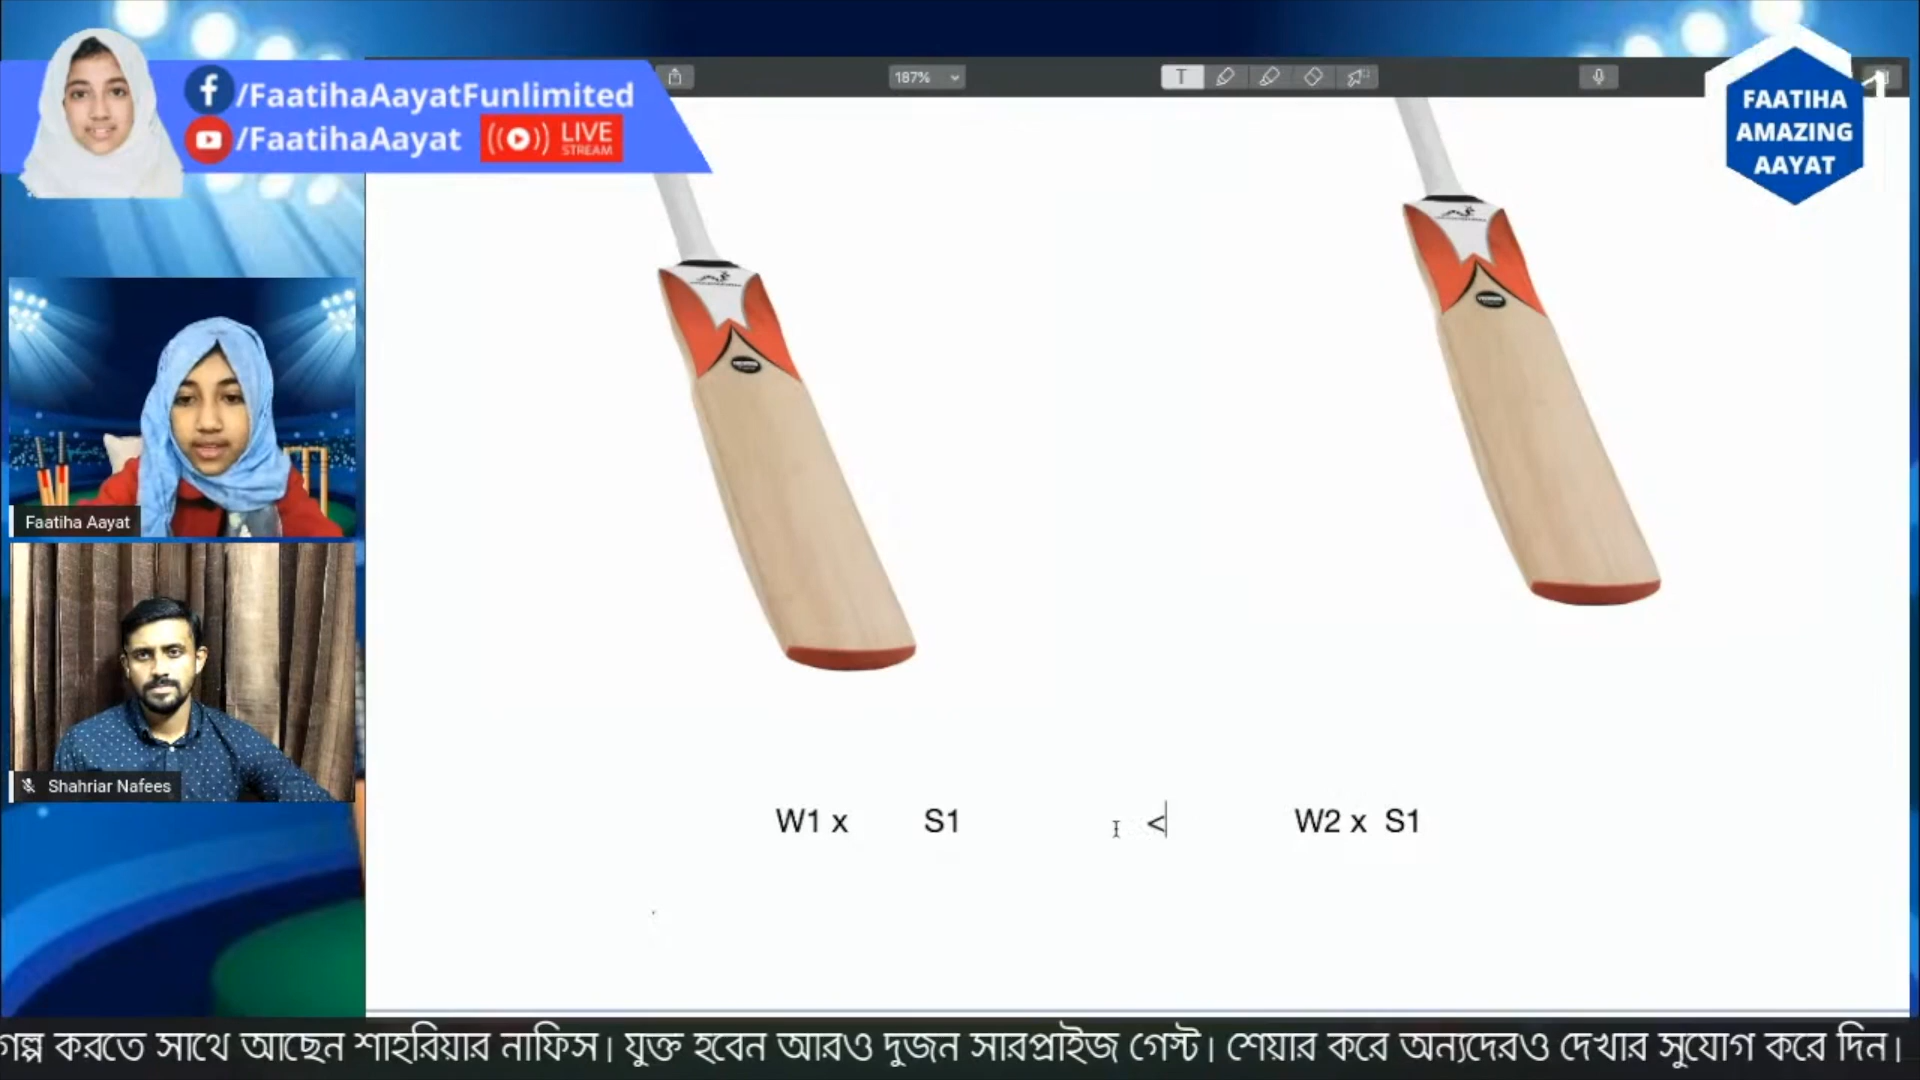 /FaatihaAayatFunlimited
/FaatihaAayat
LIVE
STREAM
187%
T
FAATIHA
AMAZING
AAYAT
Faatiha Aayat
Shahriar Nafees
W1 x S1 < W2 x S1
গল্প করতে সাথে আছেন শাহরিয়ার নাফিস। যুক্ত হবেন আরও দুজন সারপ্রাইজ গেস্ট। শেয়ার করে অন্যদেরও দেখার সুযোগ করে দিন।